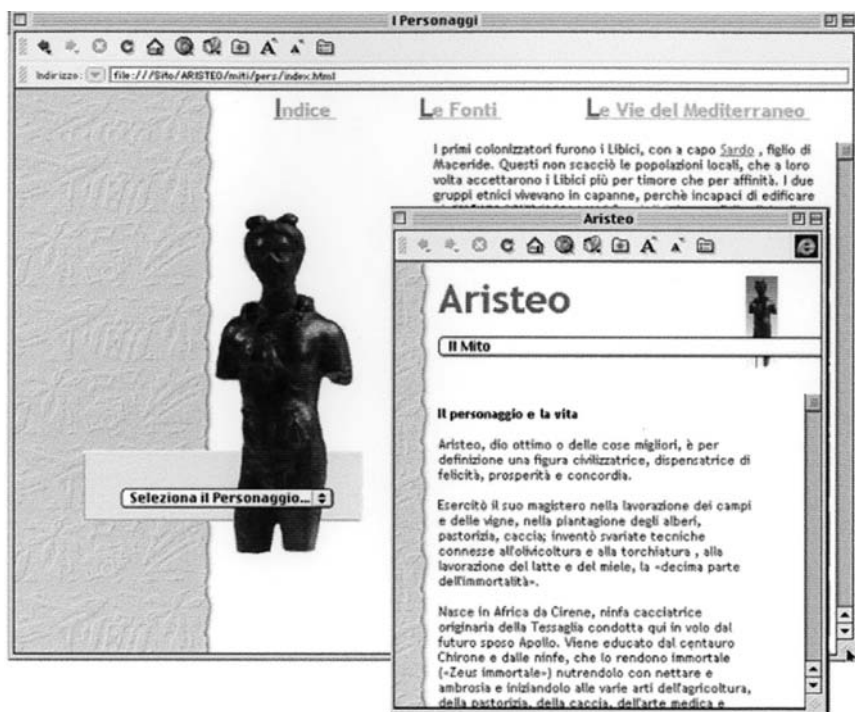 I Personaggi
Indirizzo: file:///Sito/ARISTEO/miti/pers/index.html
Indice
Le Fonti
Le Vie del Mediterraneo
I primi colonizzatori furono i Libici, con a capo Sardo , figlio di
Maceride. Questi non scacciò le popolazioni locali, che a loro
volta accettarono i Libici più per timore che per affinità. I due
gruppi etnici vivevano in capanne, perchè incapaci di edificare
Seleziona il Personaggio...
Aristeo
Aristeo
Il Mito
Il personaggio e la vita
Aristeo, dio ottimo o delle cose migliori, è per
definizione una figura civilizzatrice, dispensatrice di
felicità, prosperità e concordia.
Esercitò il suo magistero nella lavorazione dei campi
e delle vigne, nella plantagione degli alberi,
pastorizia, caccia; inventò svariate tecniche
connesse all'olivicoltura e alla torchiatura , alla
lavorazione del latte e del miele, la «decima parte
dell'immortalità».
Nasce in Africa da Cirene, ninfa cacciatrice
originaria della Tessaglia condotta qui in volo dal
futuro sposo Apollo. Viene educato dal centauro
Chirone e dalle ninfe, che lo rendono immortale
(«Zeus immortale») nutrendolo con nettare e
ambrosia e iniziandolo alle varie arti dell'agricoltura,
della pastorizia, della caccia, dell'arte medica e